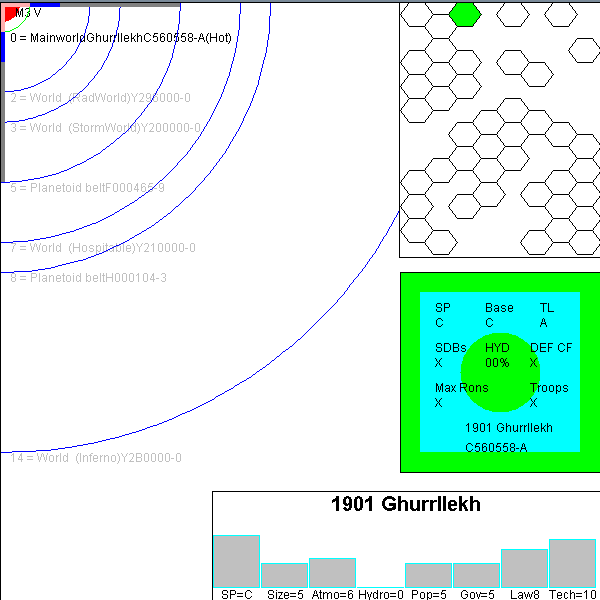 M3 V
0 = MainworldGhurrllekhC560558-A(Hot)
2 = World  (RadWorld)Y296000-0
3 = World  (StormWorld)Y200000-0
5 = Planetoid beltF000465-9
7 = World  (Hospitable)Y210000-0
8 = Planetoid beltH000104-3
14 = World  (Inferno)Y2B0000-0
SP Base TL
C C A
SDBs HYD DEF CF
X 00% X
Max Rons Troops
X X
1901 Ghurrllekh
C560558-A
1901 Ghurrllekh
SP=C Size=5 Atmo=6 Hydro=0 Pop=5 Gov=5 Law8 Tech=10